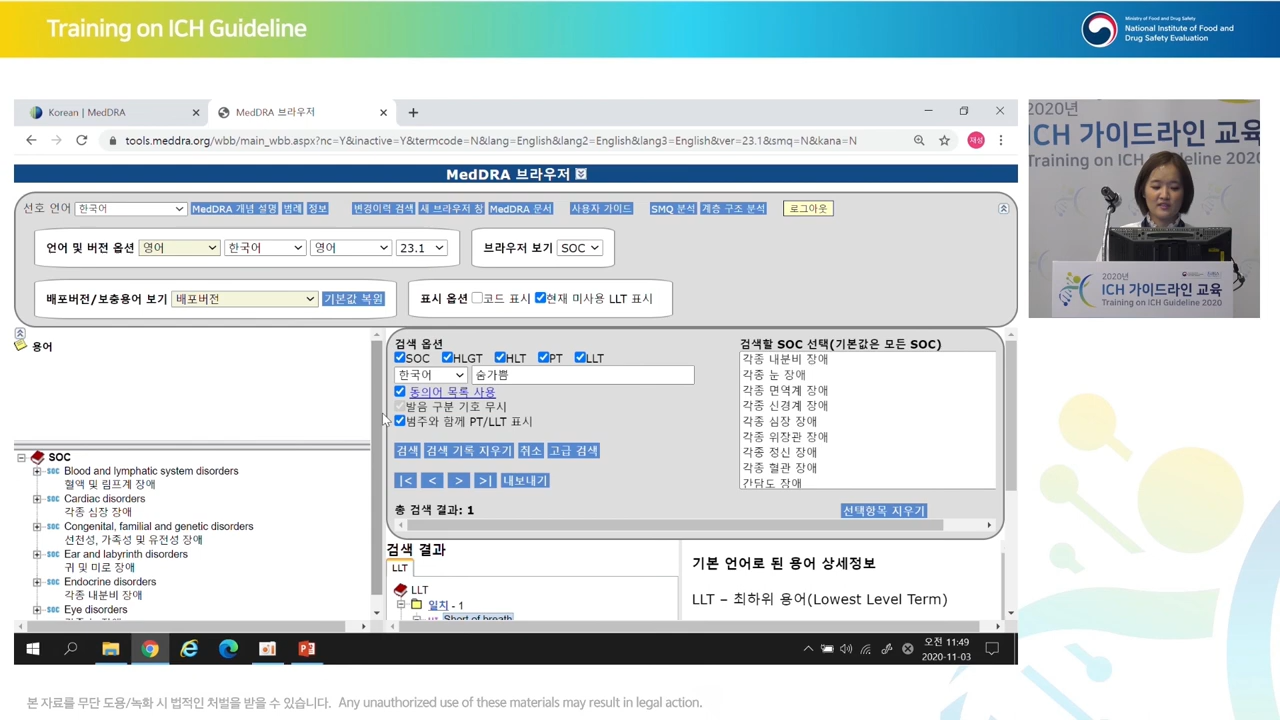 Training on ICH Guideline
Ministry of Food and Drug Safety
National Institute of Food and
Drug Safety Evaluation
Korean | MedDRA
MedDRA 브라우저
tools.meddra.org/wbb/main_wbb.aspx?nc=Y&inactive=Y&termcode=N&lang=English&lang2=English&lang3=English&ver=23.1&smq=N&kana=N
재성
MedDRA 브라우저
선호 언어 한국어 MedDRA 개념 설명 범례 정보 변경이력 검색 새 브라우저 창 MedDRA 문서 사용자 가이드 SMQ 분석 계층 구조 분석 로그아웃
언어 및 버전 옵션 영어 한국어 영어 23.1 브라우저 보기 SOC
배포버전/보충용어 보기 배포버전 기본값 복원 표시 옵션 코드 표시 현재 미사용 LLT 표시
용어
SOC
Blood and lymphatic system disorders
혈액 및 림프계 장애
Cardiac disorders
각종 심장 장애
Congenital, familial and genetic disorders
선천성, 가족성 및 유전성 장애
Ear and labyrinth disorders
귀 및 미로 장애
Endocrine disorders
각종 내분비 장애
Eye disorders
검색 옵션
SOC HLGT HLT PT LLT
한국어 숨가쁨
동의어 목록 사용
발음 구분 기호 무시
범주와 함께 PT/LLT 표시
검색 검색 기록 지우기 취소 고급 검색
|< < > >| 내보내기
총 검색 결과: 1
검색할 SOC 선택(기본값은 모든 SOC)
각종 내분비 장애
각종 눈 장애
각종 면역계 장애
각종 신경계 장애
각종 심장 장애
각종 위장관 장애
각종 정신 장애
각종 혈관 장애
간담도 장애
선택항목 지우기
검색 결과
LLT
LLT
일치 - 1
Short of breath
기본 언어로 된 용어 상세정보
LLT – 최하위 용어(Lowest Level Term)
오전 11:49
2020-11-03
2020년
ICH 가이드라인 교육
Training on ICH Guideline 2020
2020년
ICH 가이드라인 교육
Training on ICH Guideline 2020
본 자료를 무단 도용/녹화 시 법적인 처벌을 받을 수 있습니다. Any unauthorized use of these materials may result in legal action.